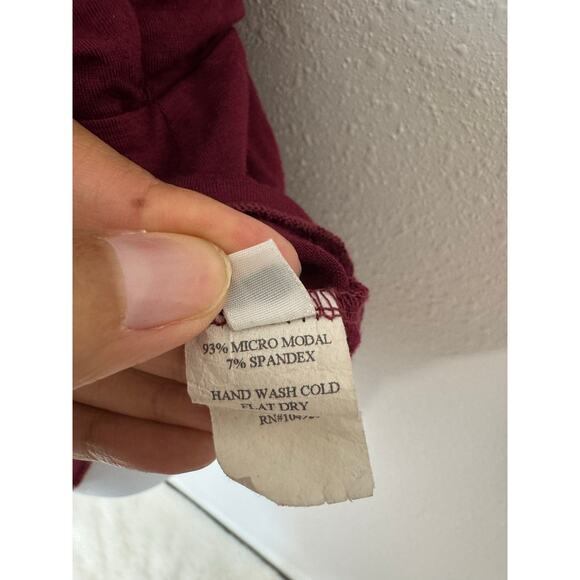 93% MICRO MODAL
7% SPANDEX
HAND WASH COLD
FLAT DRY